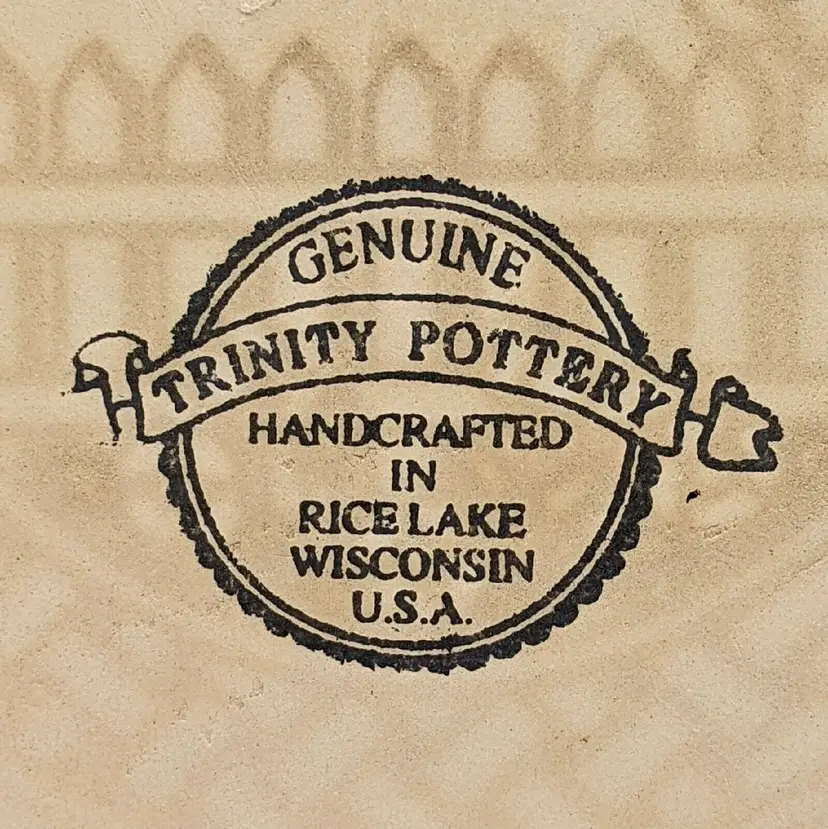 GENUINE
TRINITY POTTERY
HANDCRAFTED
IN
RICE LAKE
WISCONSIN
U.S.A.